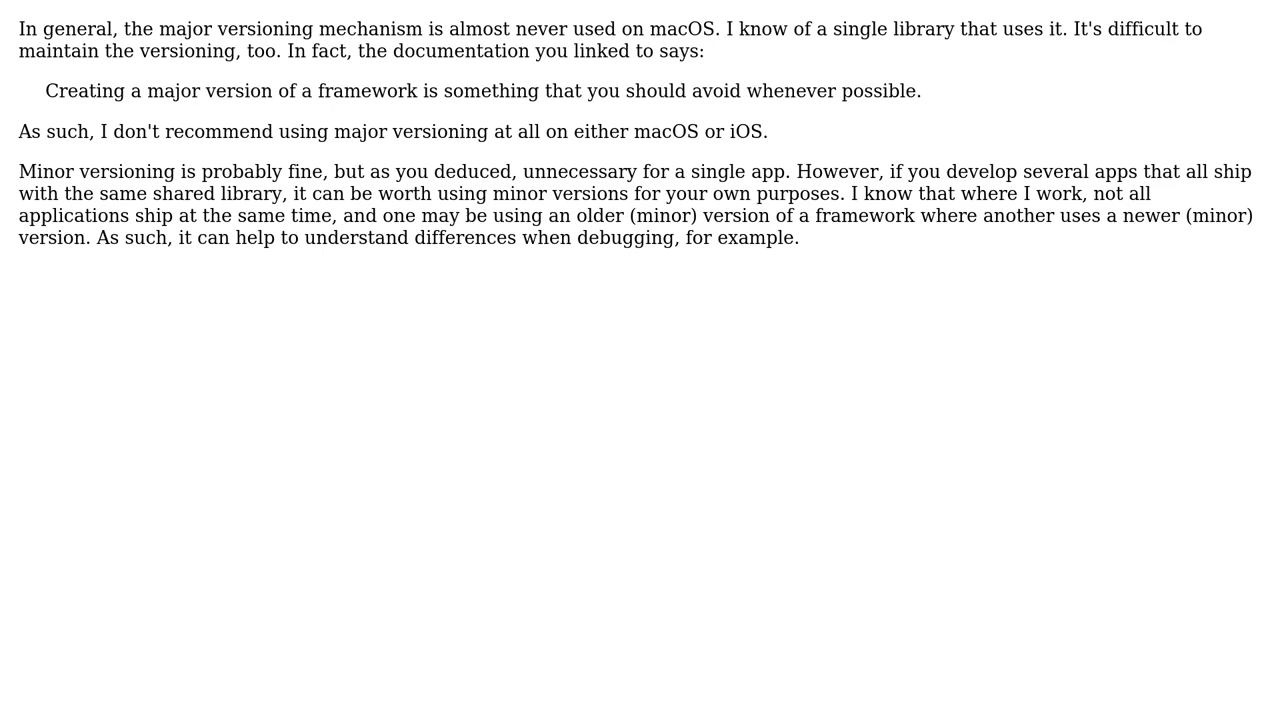 In general, the major versioning mechanism is almost never used on macOS. I know of a single library that uses it. It's difficult to
maintain the versioning, too. In fact, the documentation you linked to says:
Creating a major version of a framework is something that you should avoid whenever possible.
As such, I don't recommend using major versioning at all on either macOS or iOS.
Minor versioning is probably fine, but as you deduced, unnecessary for a single app. However, if you develop several apps that all ship
with the same shared library, it can be worth using minor versions for your own purposes. I know that where I work, not all
applications ship at the same time, and one may be using an older (minor) version of a framework where another uses a newer (minor)
version. As such, it can help to understand differences when debugging, for example.